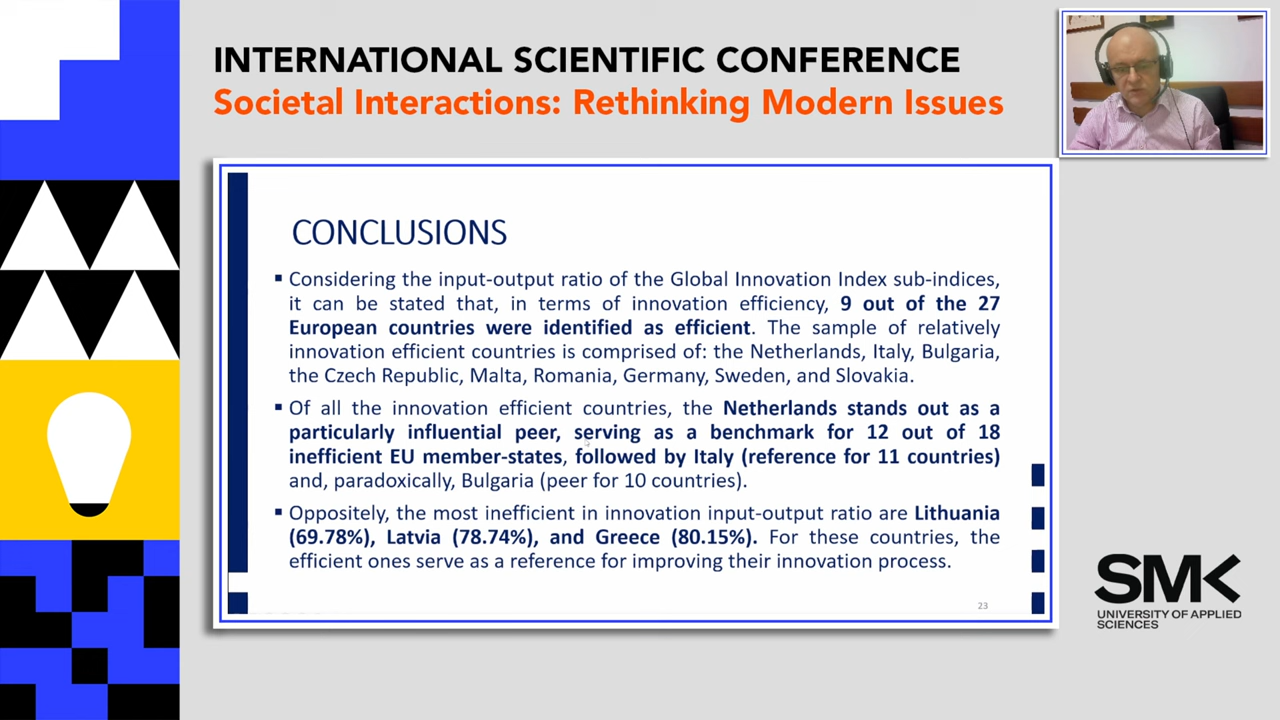 INTERNATIONAL SCIENTIFIC CONFERENCE
Societal Interactions: Rethinking Modern Issues
CONCLUSIONS
▪ Considering the input-output ratio of the Global Innovation Index sub-indices,
it can be stated that, in terms of innovation efficiency, 9 out of the 27
European countries were identified as efficient. The sample of relatively
innovation efficient countries is comprised of: the Netherlands, Italy, Bulgaria,
the Czech Republic, Malta, Romania, Germany, Sweden, and Slovakia.
▪ Of all the innovation efficient countries, the Netherlands stands out as a
particularly influential peer, serving as a benchmark for 12 out of 18
inefficient EU member-states, followed by Italy (reference for 11 countries)
and, paradoxically, Bulgaria (peer for 10 countries).
▪ Oppositely, the most inefficient in innovation input-output ratio are Lithuania
(69.78%), Latvia (78.74%), and Greece (80.15%). For these countries, the
efficient ones serve as a reference for improving their innovation process.
23
SMK
UNIVERSITY OF APPLIED
SCIENCES